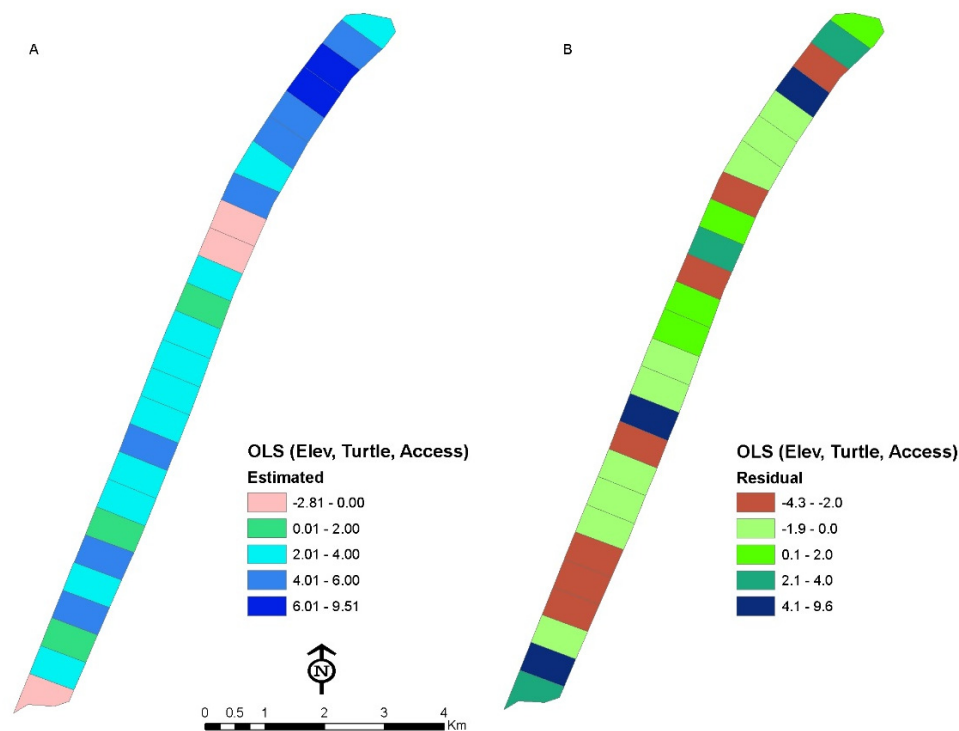 A
B
OLS (Elev, Turtle, Access)
Estimated
-2.81 - 0.00
0.01 - 2.00
2.01 - 4.00
4.01 - 6.00
6.01 - 9.51
OLS (Elev, Turtle, Access)
Residual
-4.3 - -2.0
-1.9 - 0.0
0.1 - 2.0
2.1 - 4.0
4.1 - 9.6
N
0 0.5 1 2 3 4
Km